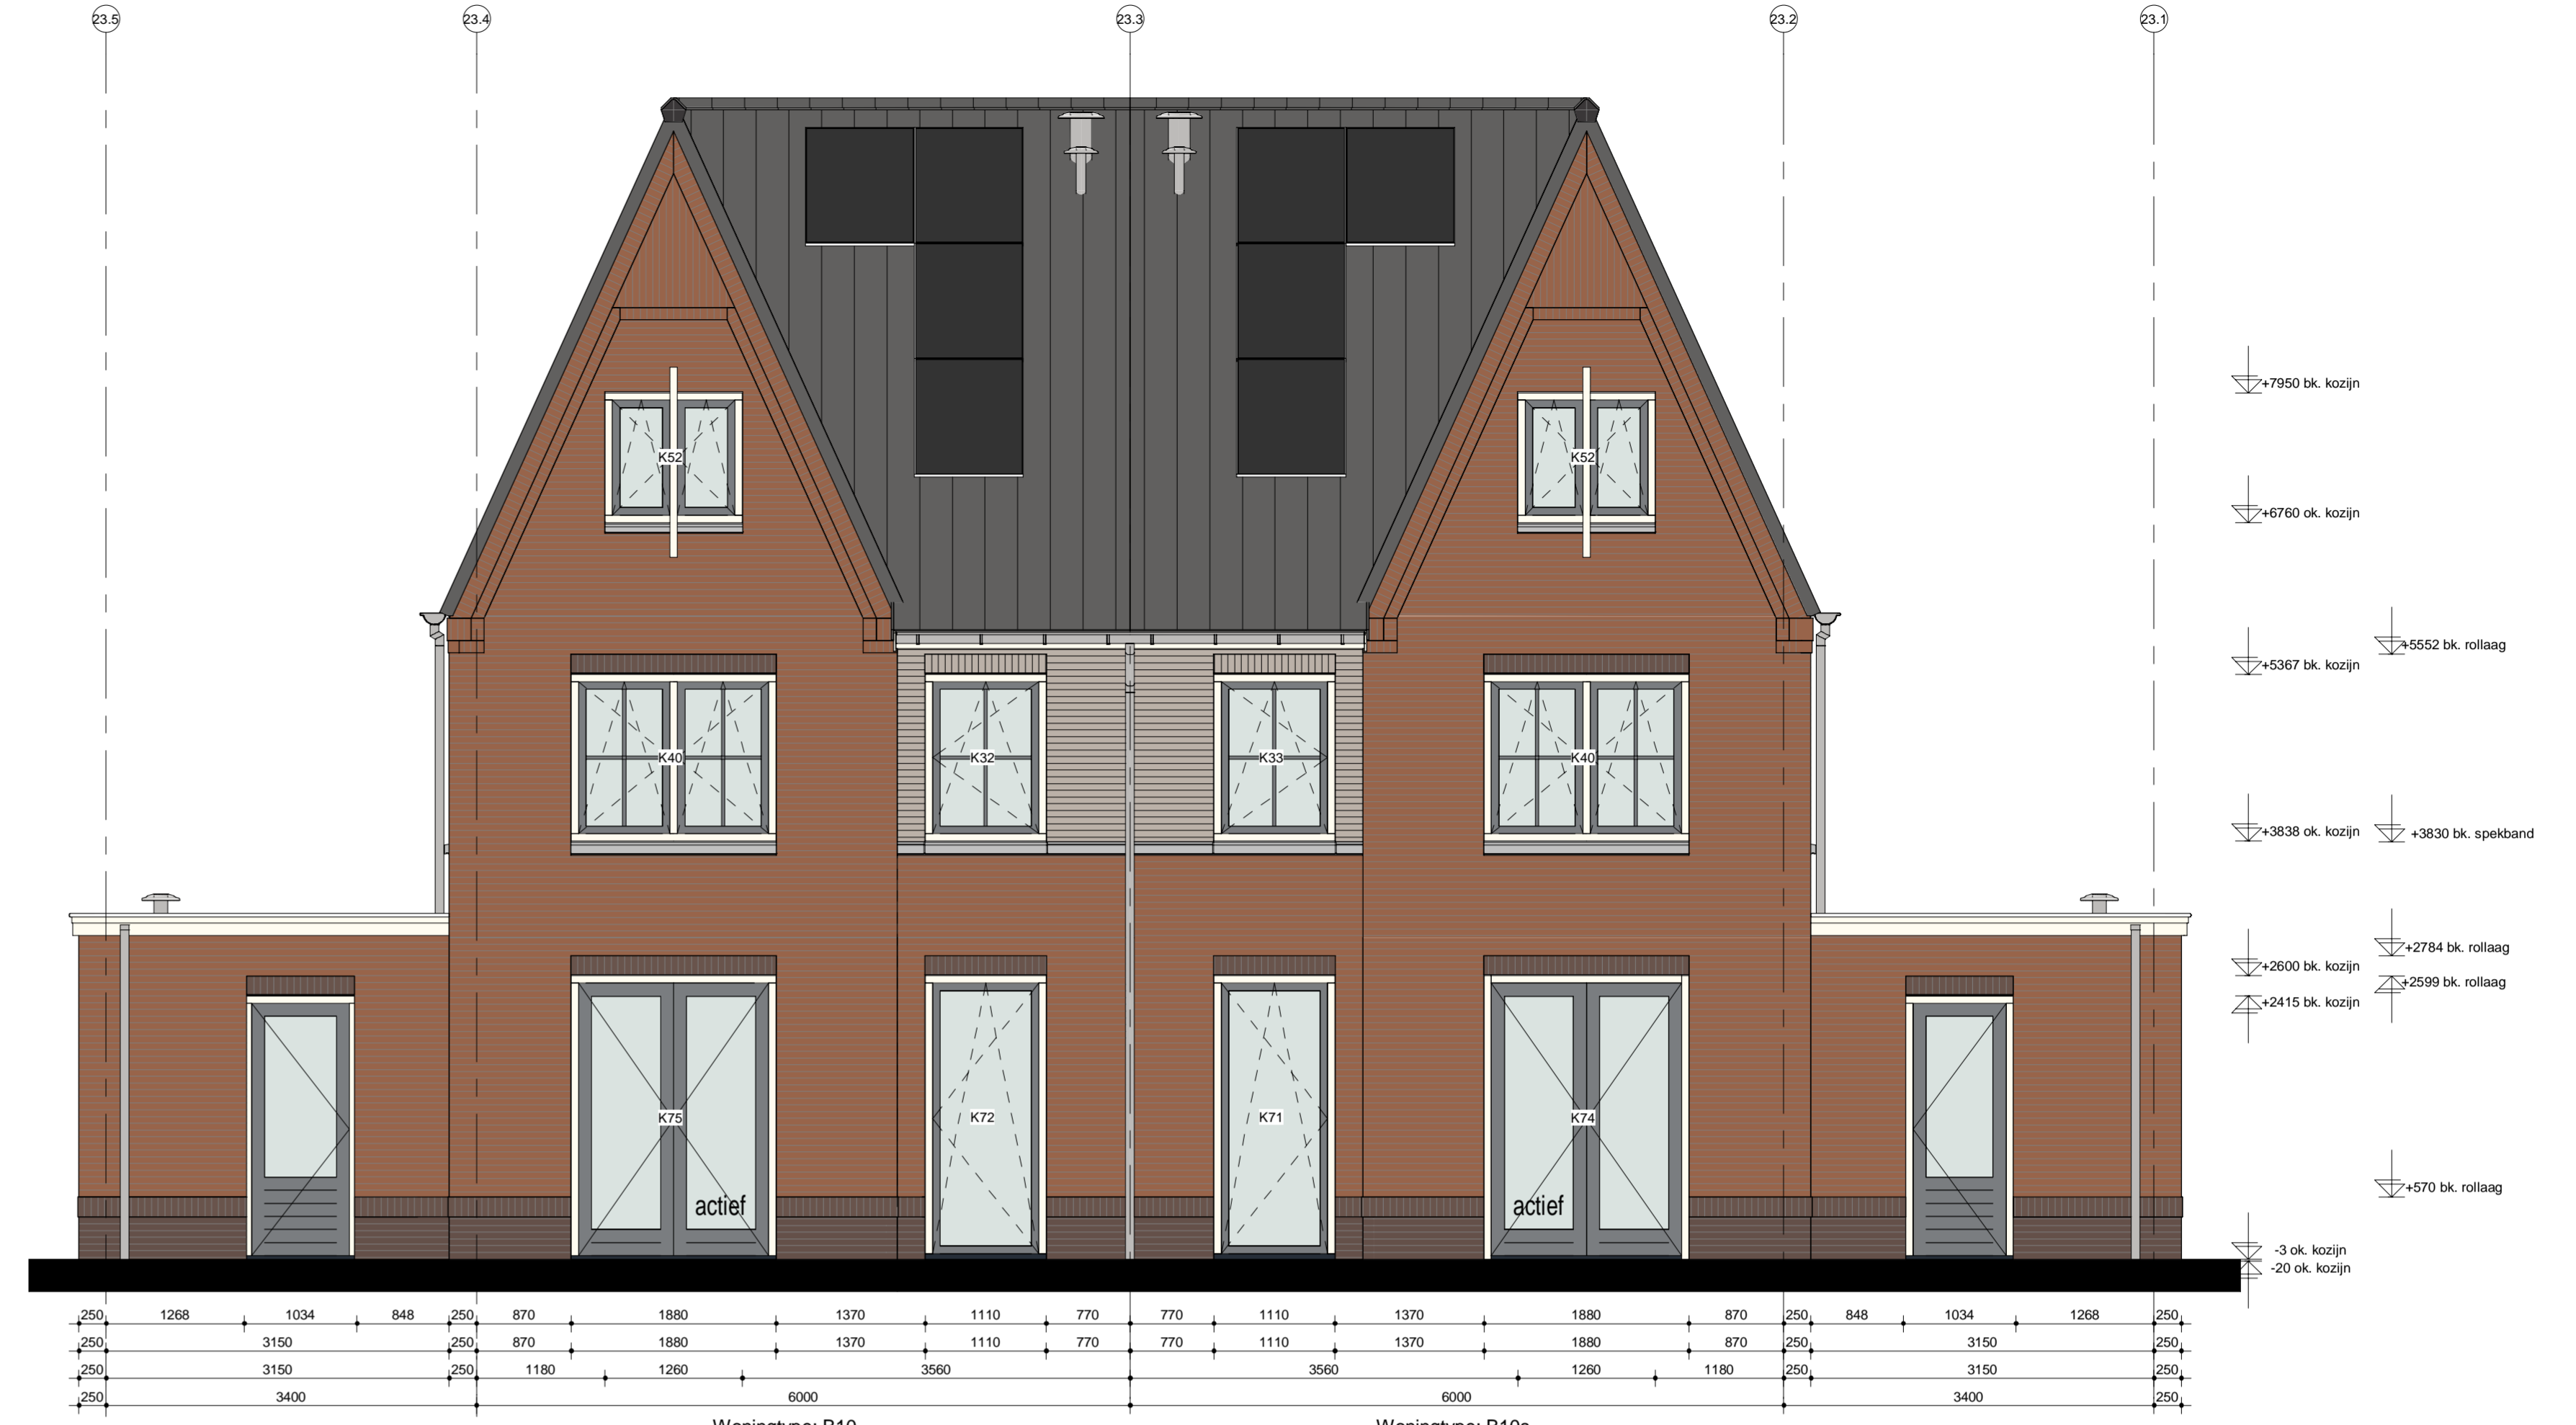 23.5 23.4 23.3 23.2 23.1
+7950 bk. kozijn
K52 K52
+6760 ok. kozijn
+5552 bk. rollaag
+5367 bk. kozijn
K40 K32 K33 K40
+3838 ok. kozijn +3830 bk. spekband
+2784 bk. rollaag
+2600 bk. kozijn
+2599 bk. rollaag
+2415 bk. kozijn
K75 K72 K71 K74
+570 bk. rollaag
actief actief
-3 ok. kozijn
-20 ok. kozijn
250 1268 1034 848 250 870 1880 1370 1110 770 770 1110 1370 1880 870 250 848 1034 1268 250
250 3150 250 870 1880 1370 1110 770 770 1110 1370 1880 870 250 3150 250
250 3150 250 1180 1260 3560 3560 1260 1180 250 3150 250
250 3400 6000 6000 3400 250
Woningtype: B10 Woningtype: B10a